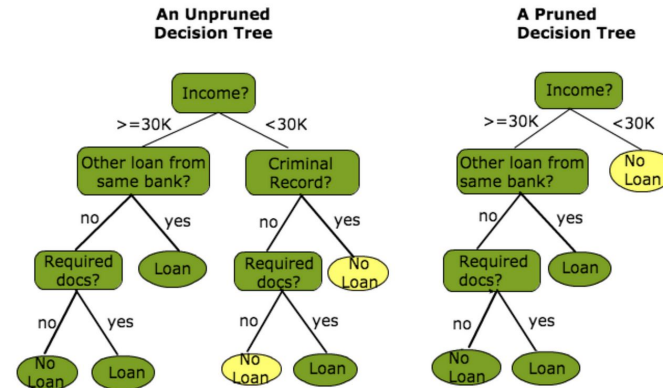 An Unpruned
Decision Tree
Income?
>=30K
<30K
Other loan from
same bank?
Criminal
Record?
no
yes
no
yes
Required
docs?
Loan
Required
docs?
No
Loan
no
yes
no
yes
No
Loan
Loan
No
Loan
Loan
A Pruned
Decision Tree
Income?
>=30K
<30K
Other loan from
same bank?
No
Loan
no
yes
Required
docs?
Loan
no
yes
No
Loan
Loan